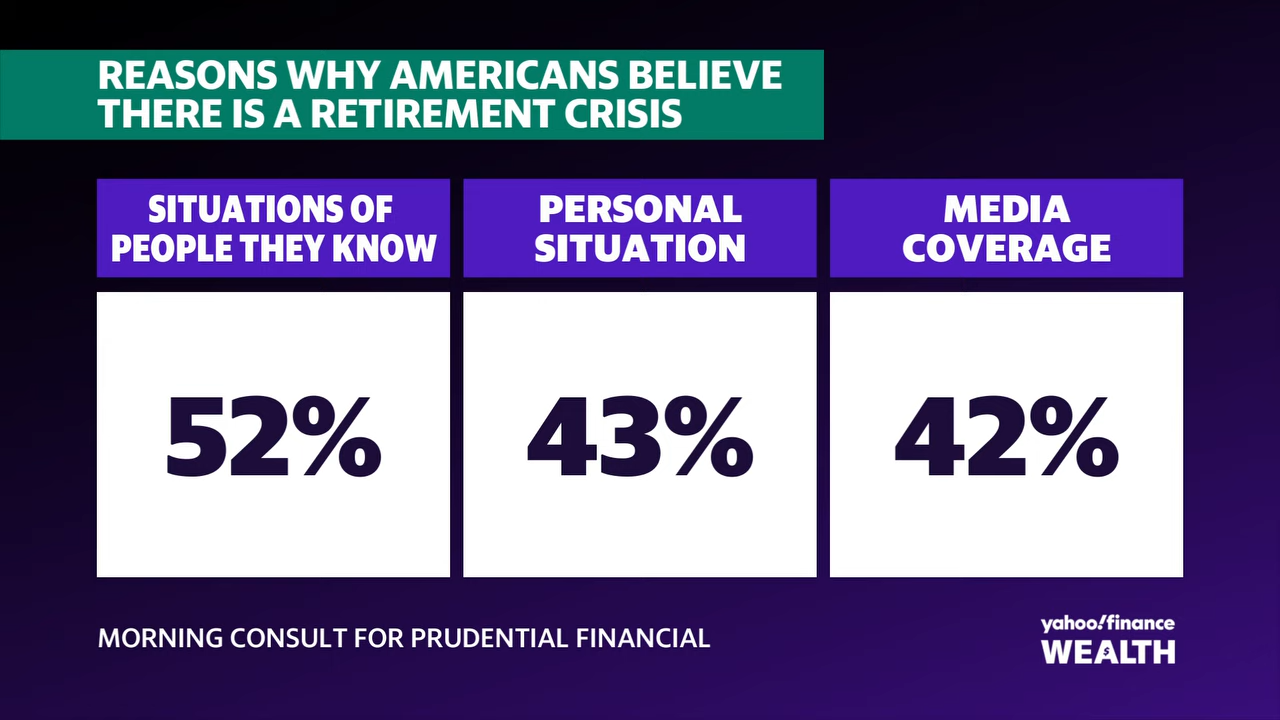 REASONS WHY AMERICANS BELIEVE
THERE IS A RETIREMENT CRISIS
SITUATIONS OF
PEOPLE THEY KNOW
52%
PERSONAL
SITUATION
43%
MEDIA
COVERAGE
42%
MORNING CONSULT FOR PRUDENTIAL FINANCIAL
yahoo!finance
WEALTH